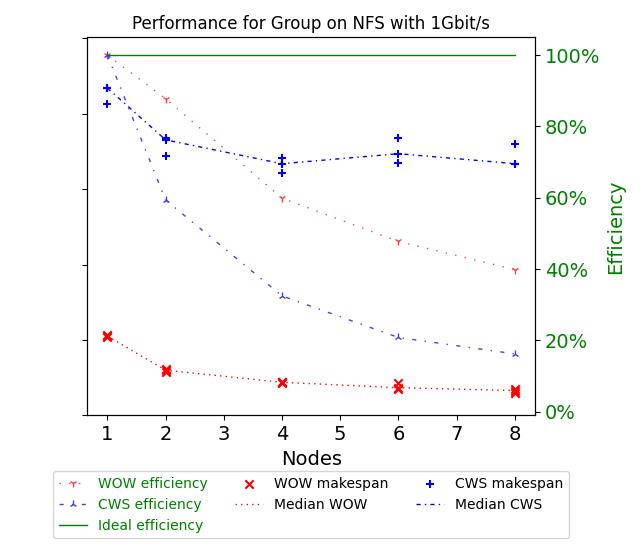 Performance for Group on NFS with 1Gbit/s
100%
80%
60%
40%
20%
0%
Efficiency
1 2 3 4 5 6 7 8
Nodes
WOW efficiency WOW makespan CWS makespan
CWS efficiency Median WOW Median CWS
Ideal efficiency